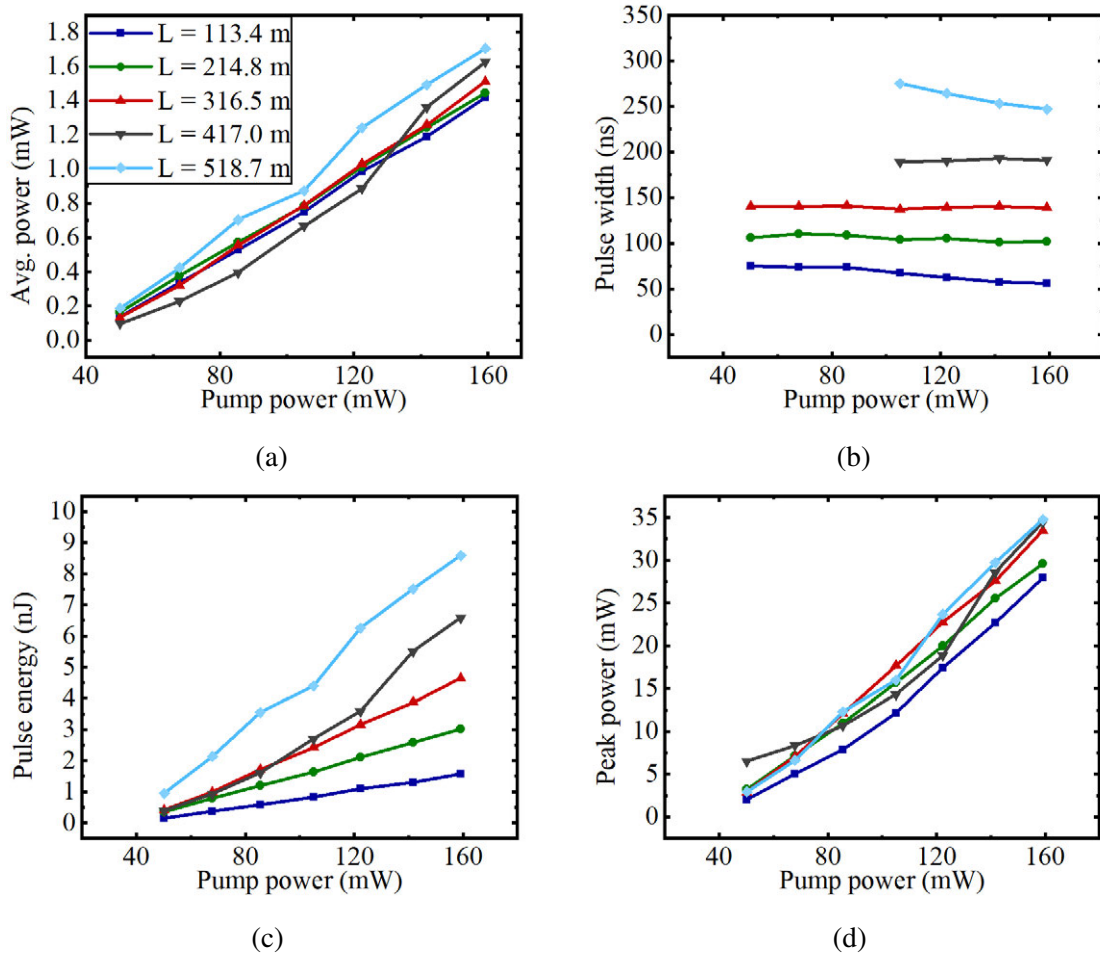 1.8
1.6
1.4
1.2
1.0
0.8
0.6
0.4
0.2
0.0
Avg. power (mW)
L = 113.4 m
L = 214.8 m
L = 316.5 m
L = 417.0 m
L = 518.7 m
40 80 120 160
Pump power (mW)
(a)
350
300
250
200
150
100
50
0
Pulse width (ns)
40 80 120 160
Pump power (mW)
(b)
10
9
8
7
6
5
4
3
2
1
0
Pulse energy (nJ)
40 80 120 160
Pump power (mW)
(c)
35
30
25
20
15
10
5
0
Peak power (mW)
40 80 120 160
Pump power (mW)
(d)